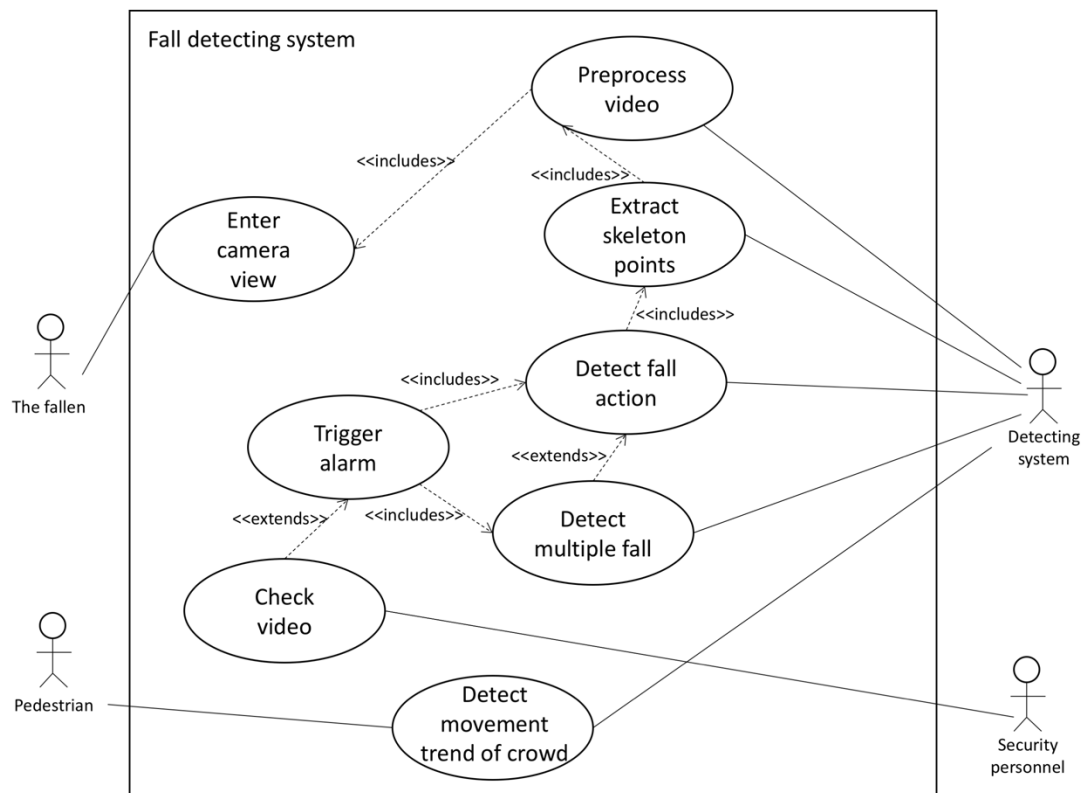 Fall detecting system
Preprocess
video
<<includes>>
<<includes>>
Enter
camera
view
Extract
skeleton
points
<<includes>>
The fallen
<<includes>>
Detect fall
action
Detecting
system
Trigger
alarm
<<extends>>
<<extends>>
<<includes>>
Detect
multiple fall
Check
video
Pedestrian
Detect
movement
trend of crowd
Security
personnel